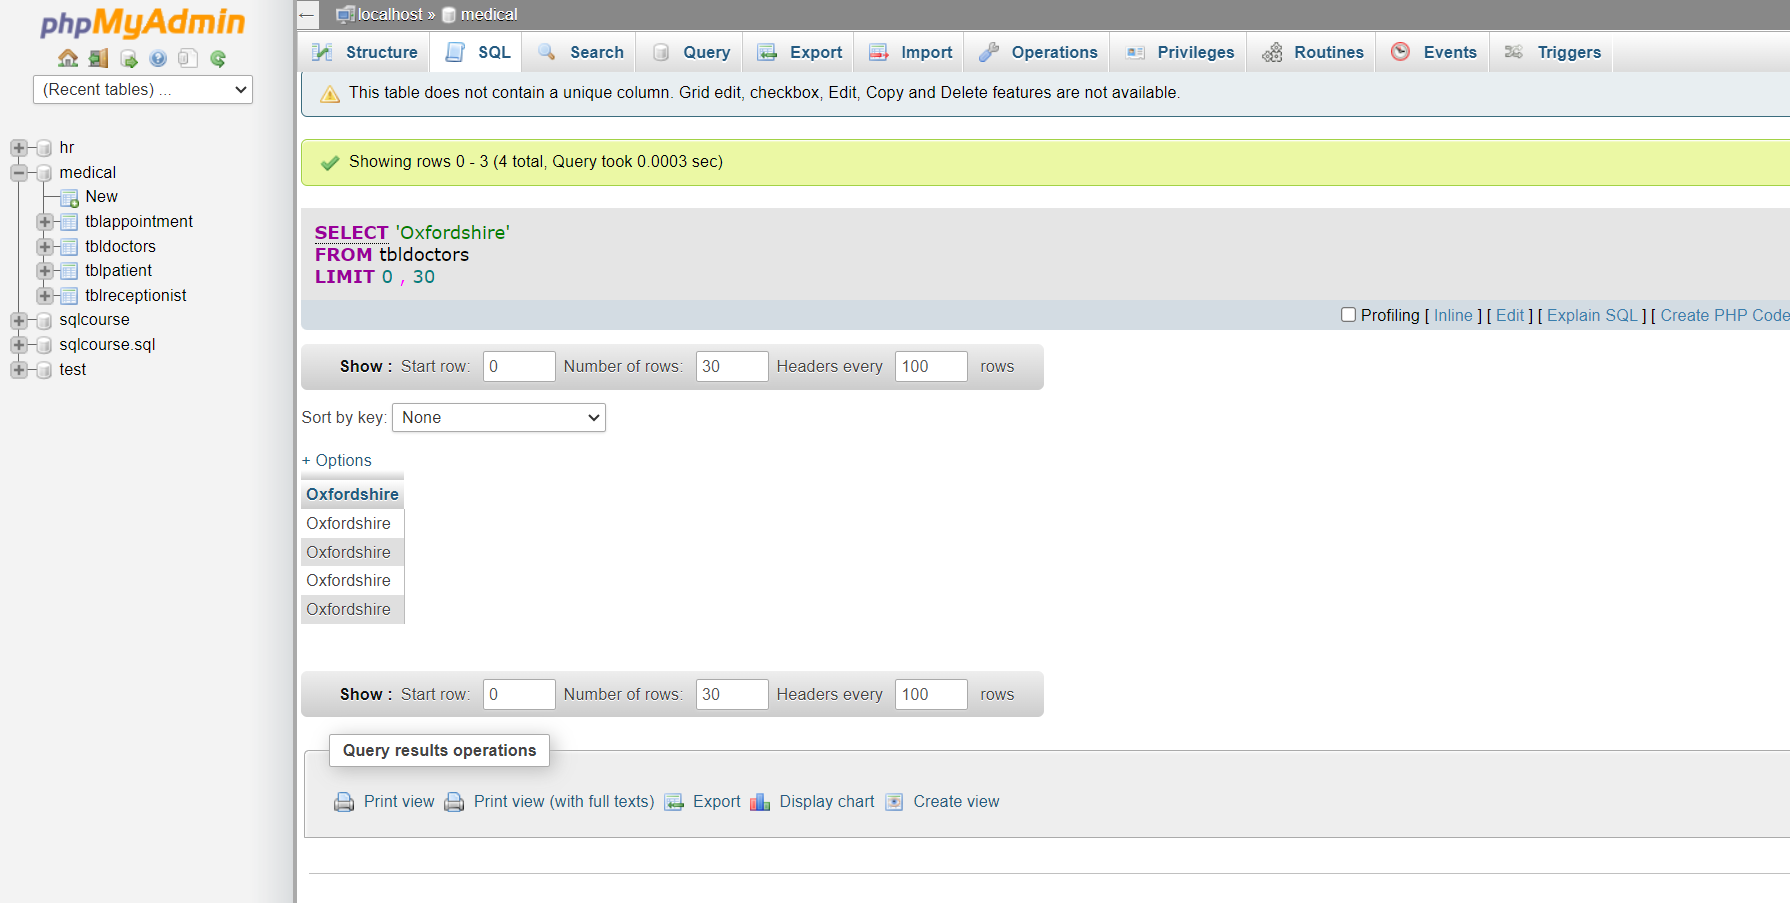 phpMyAdmin
(Recent tables) ...
hr
medical
New
tblappointment
tbldoctors
tblpatient
tblreceptionist
sqlcourse
sqlcourse.sql
test
← localhost » medical
Structure SQL Search Query Export Import Operations Privileges Routines Events Triggers
This table does not contain a unique column. Grid edit, checkbox, Edit, Copy and Delete features are not available.
Showing rows 0 - 3 (4 total, Query took 0.0003 sec)
SELECT 'Oxfordshire'
FROM tbldoctors
LIMIT 0 , 30
Profiling [ Inline ] [ Edit ] [ Explain SQL ] [ Create PHP Code
Show : Start row: 0 Number of rows: 30 Headers every 100 rows
Sort by key: None
+ Options
Oxfordshire
Oxfordshire
Oxfordshire
Oxfordshire
Oxfordshire
Show : Start row: 0 Number of rows: 30 Headers every 100 rows
Query results operations
Print view Print view (with full texts) Export Display chart Create view